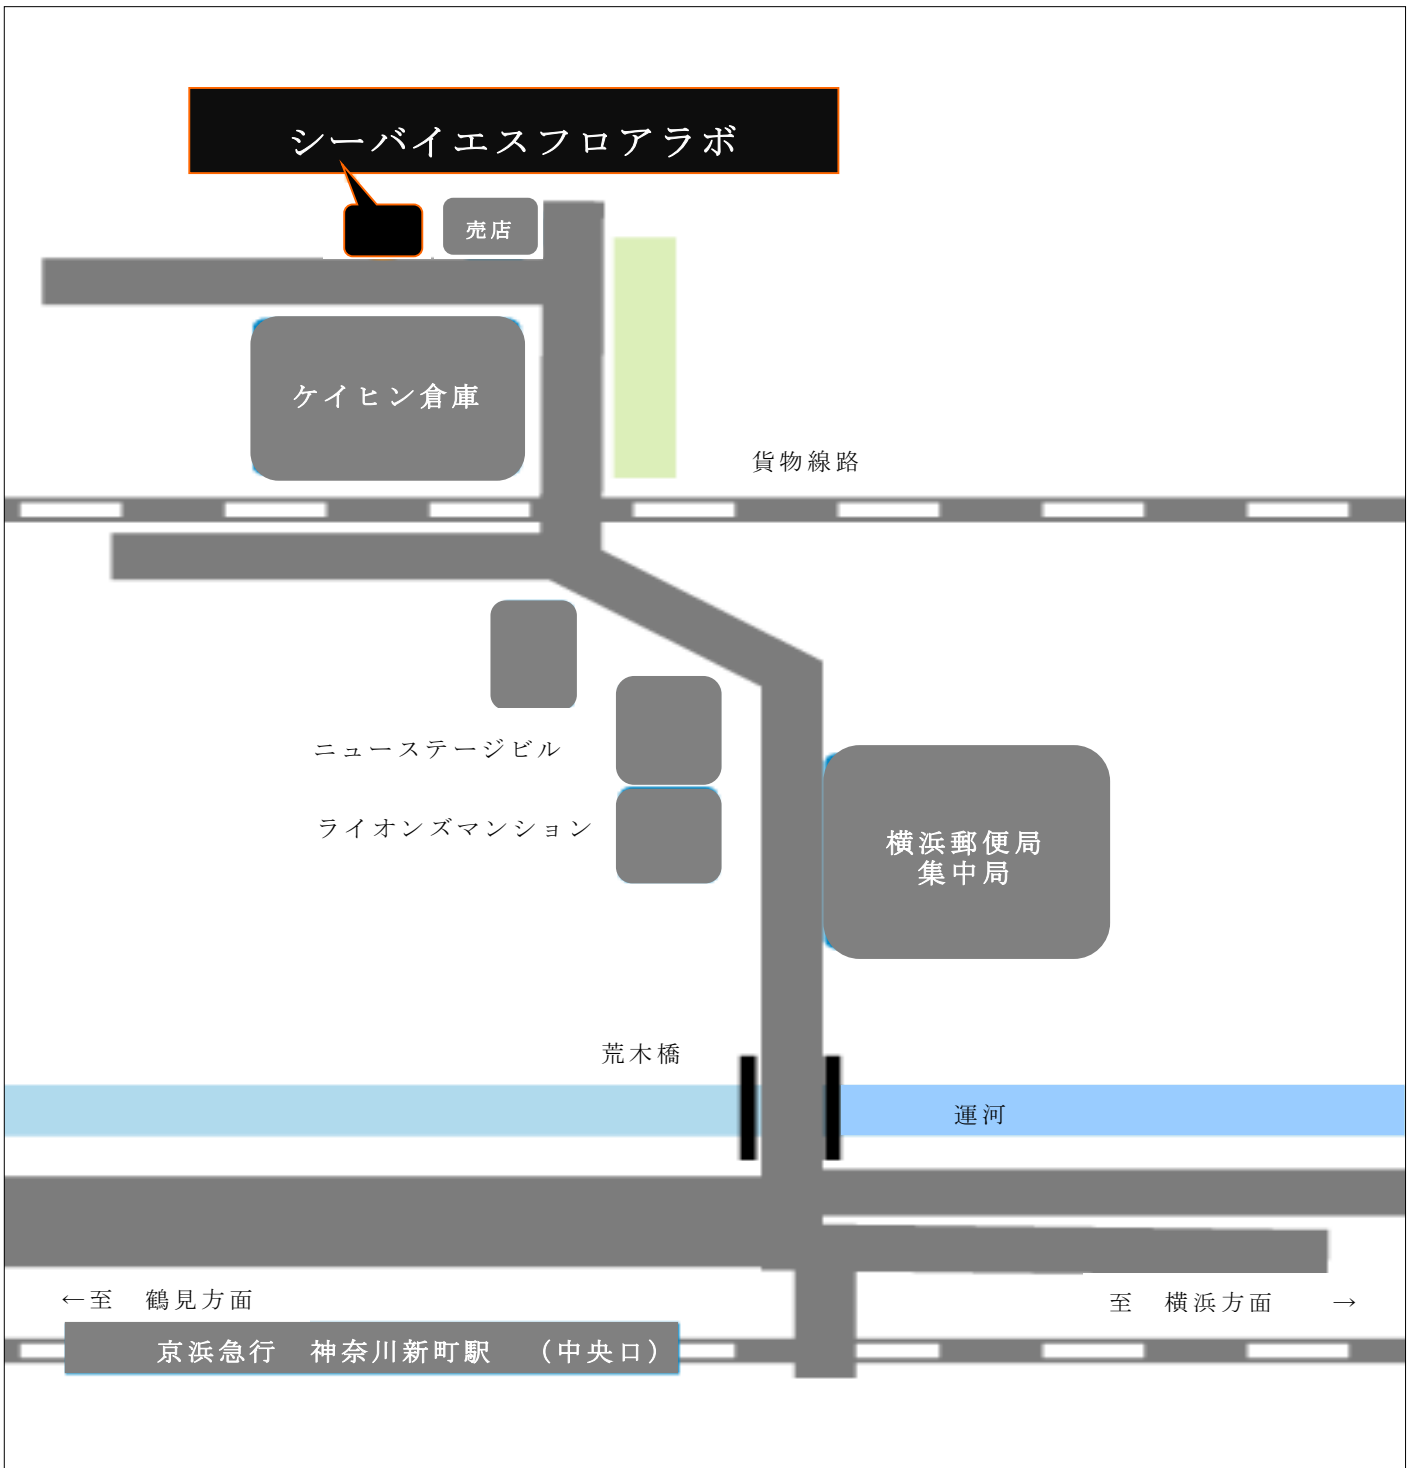 シーバイエスフロアラボ
売店
ケイヒン倉庫
貨物線路
ニューステージビル
ライオンズマンション
横浜郵便局
集中局
荒木橋
運河
←至　鶴見方面
至　横浜方面　→
京浜急行　神奈川新町駅　（中央口）